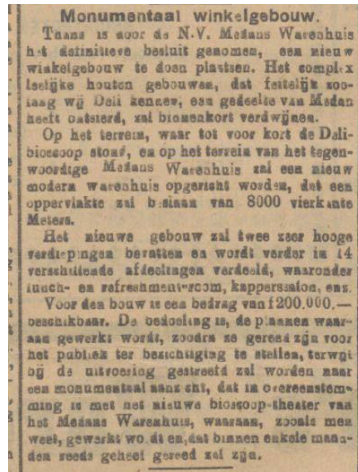 Monumentaal winkelgebouw.
Thans is door de N.V. Medans Warenhuis
het definitieve besluit genomen, een nieuw
winkelgebouw te doen plaatsen. Het complex
leelijke houten gebouwen, dat feitelijk zoo-
laag wij Deli kennen, een gedeelte van Medan
heeft ontsierd, zal binnenkort verdwijnen.
Op het terrein, waar tot voor kort de Deli-
bioscoop stond, en op het terrein van het tegen-
woordige Medans Warenhuis zal een nieuw
modern warenhuis opgericht worden, dat een
oppervlakte zal beslaan van 8000 vierkante
Meters.
Het nieuwe gebouw zal twee zeer hooge
verdiepingen bevatten en wordt verder in 14
verschillende afdeelingen verdeeld, waaronder
lunch- en refreshment-room, kapperssalon, enz.
Voor den bouw is een bedrag van f 200.000,—
beschikbaar. De bedoeling is, de plannen waar-
aan gewerkt wordt, zoodra ze gereed zijn voor
het publiek ter bezichtiging te stellen, terwijl
bij de uitvoering gestreefd zal worden naar
een monumentaal aanzicht, dat in overeenstem-
ming is met het nieuwe bioscoop-theater van
het Medans Warenhuis, waaraan, zooals men
weet, gewerkt wordt en dat binnen enkele maan-
den reeds geheel gereed zal zijn.